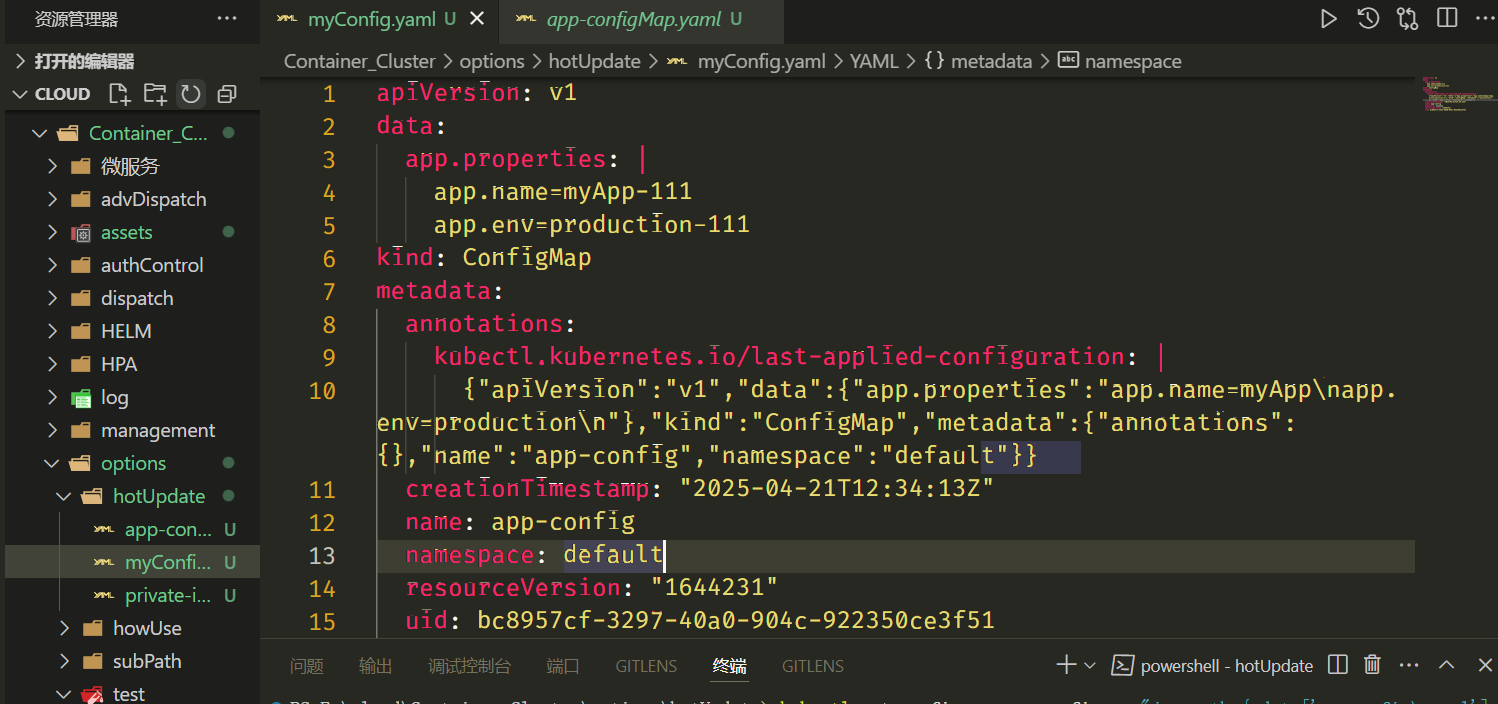 资源管理器
打开的编辑器
CLOUD
Container_C...
微服务
advDispatch
assets
authControl
dispatch
HELM
HPA
log
management
options
hotUpdate
app-con... U
myConfi... U
private-i... U
howUse
subPath
test
myConfig.yaml U
app-configMap.yaml U
Container_Cluster > options > hotUpdate > myConfig.yaml > YAML > {} metadata > abc namespace
1 apiVersion: v1
2 data:
3 app.properties: |
4 app.name=myApp-111
5 app.env=production-111
6 kind: ConfigMap
7 metadata:
8 annotations:
9 kubectl.kubernetes.io/last-applied-configuration: |
10 {"apiVersion":"v1","data":{"app.properties":"app.name=myApp\napp.
env=production\n"},"kind":"ConfigMap","metadata":{"annotations":
{},"name":"app-config","namespace":"default"}}
11 creationTimestamp: "2025-04-21T12:34:13Z"
12 name: app-config
13 namespace: default
14 resourceVersion: "1644231"
15 uid: bc8957cf-3297-40a0-904c-922350ce3f51
问题 输出 调试控制台 端口 GITLENS 终端 GITLENS
powershell - hotUpdate